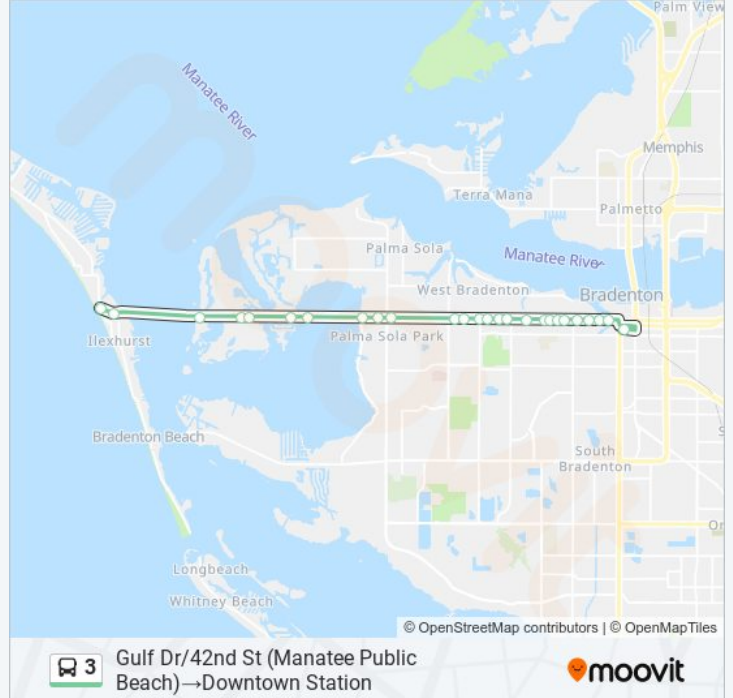 Palm View
Manatee River
Memphis
Terra Mana
Palmetto
Palma Sola
Manatee River
West Bradenton
Bradenton
Ilexhurst
Palma Sola Park
Bradenton Beach
South
Bradenton
Longbeach
Whitney Beach
© OpenStreetMap contributors | © OpenMapTiles
3
Gulf Dr/42nd St (Manatee Public
Beach)→Downtown Station
moovit